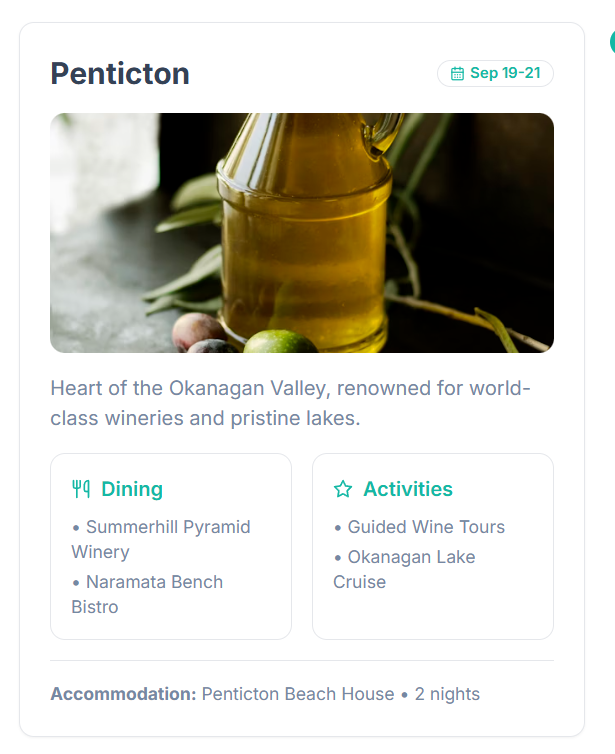 Penticton
Sep 19-21
Heart of the Okanagan Valley, renowned for world-
class wineries and pristine lakes.
Dining
• Summerhill Pyramid
Winery
• Naramata Bench
Bistro
Activities
• Guided Wine Tours
• Okanagan Lake
Cruise
Accommodation: Penticton Beach House • 2 nights